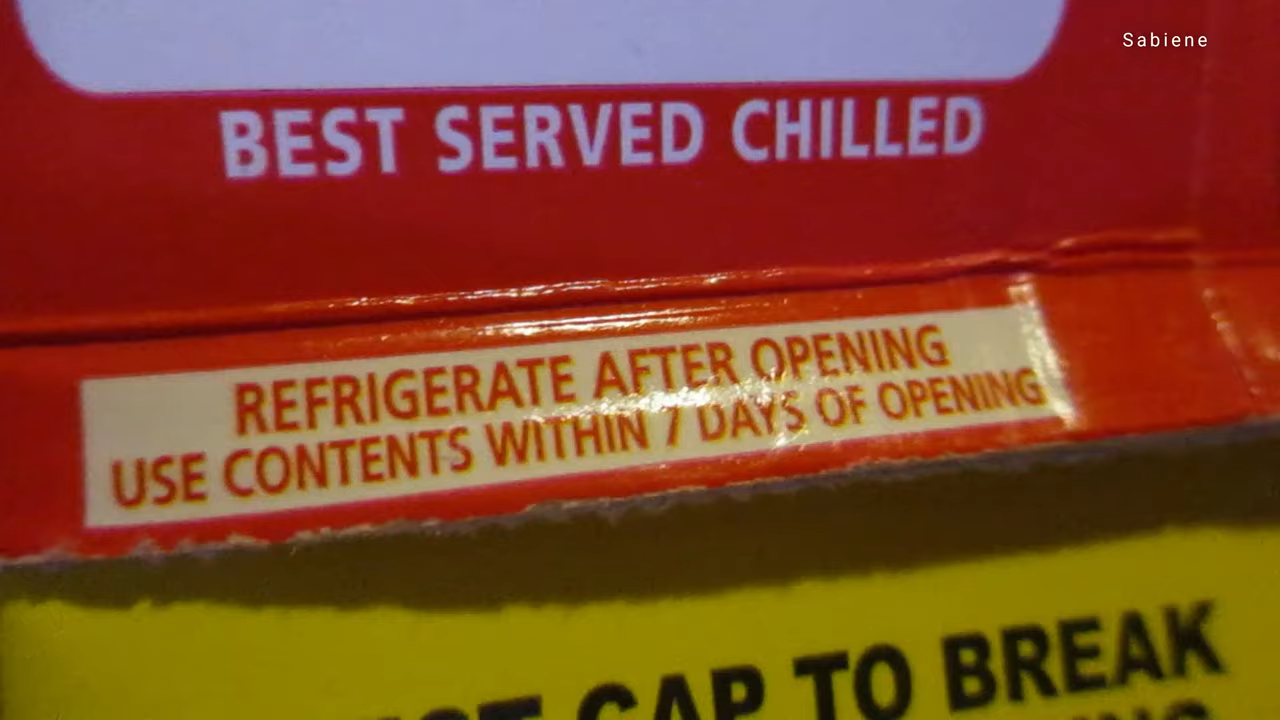 Sabiene
BEST SERVED CHILLED
REFRIGERATE AFTER OPENING
USE CONTENTS WITHIN 7 DAYS OF OPENING
CAP TO BREAK